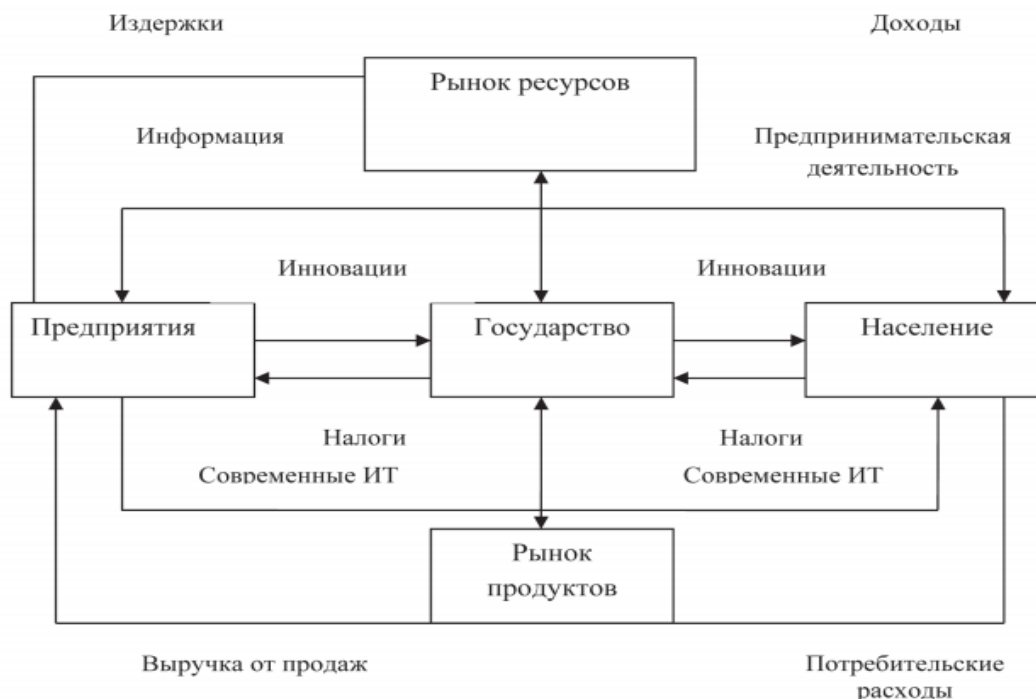 Издержки
Доходы
Рынок ресурсов
Информация
Предпринимательская
деятельность
Инновации
Инновации
Предприятия
Государство
Население
Налоги
Налоги
Современные ИТ
Современные ИТ
Рынок
продуктов
Выручка от продаж
Потребительские
расходы